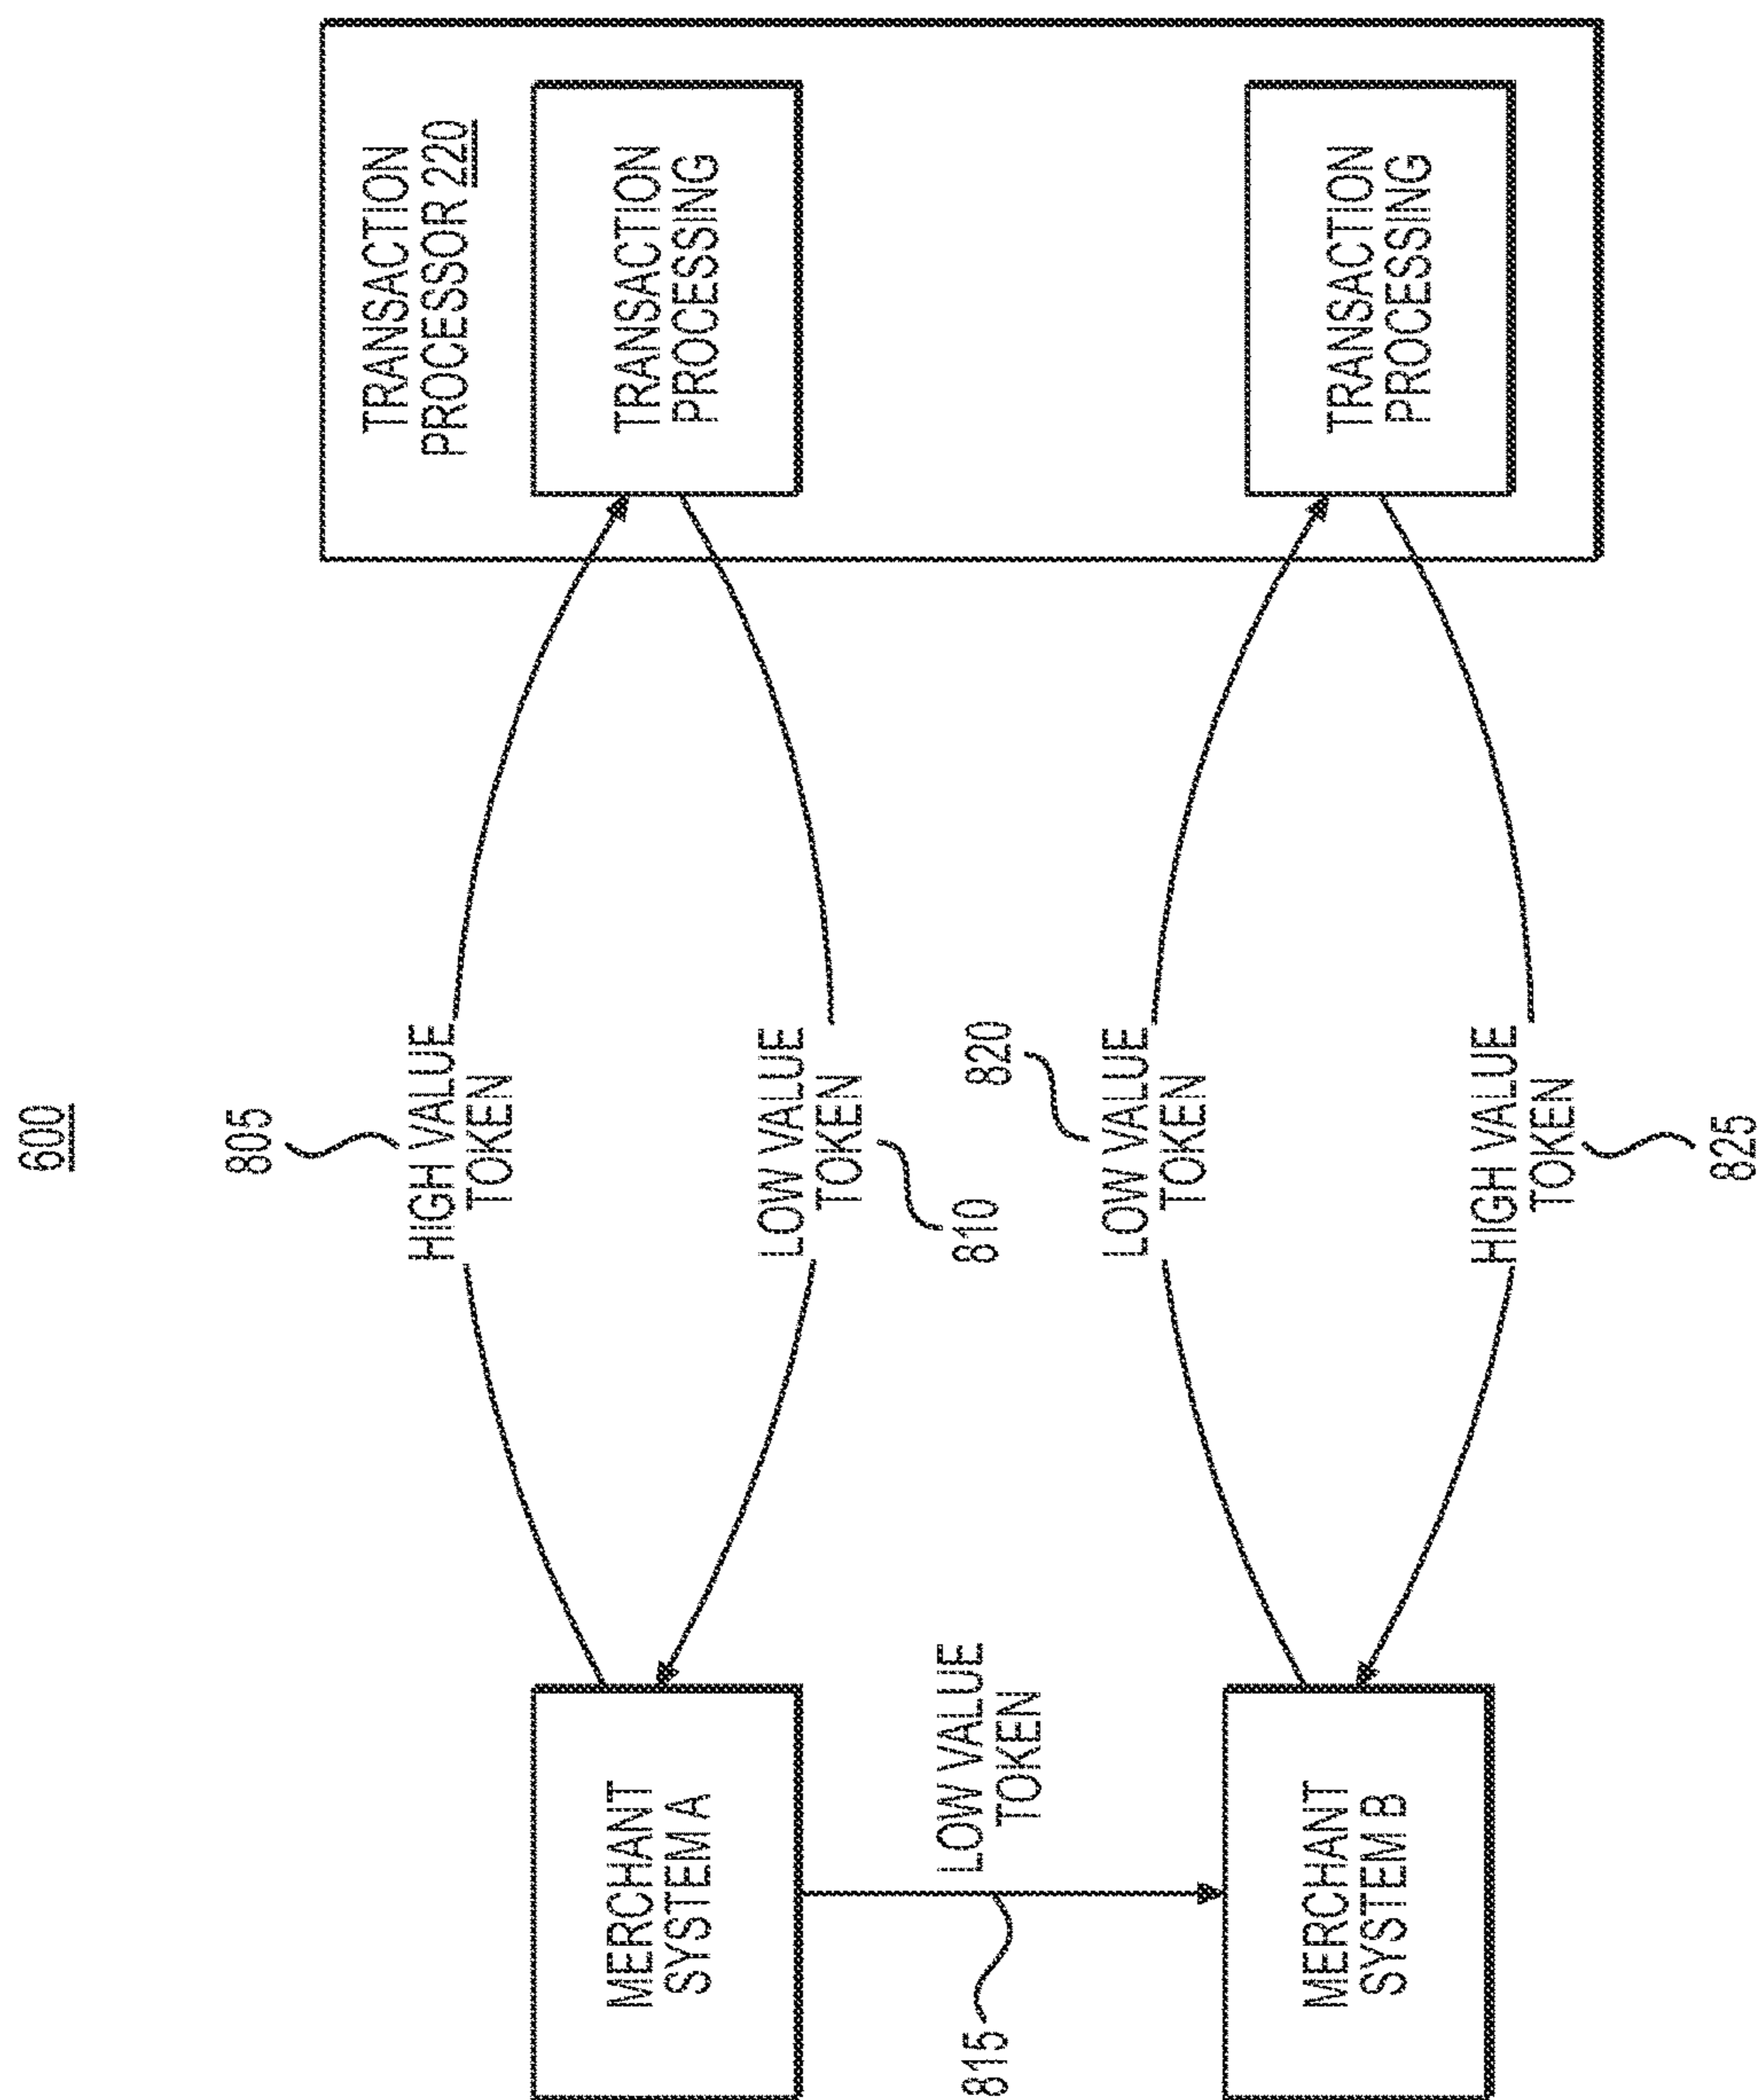 600
TRANSACTION
PROCESSOR 220
805
HIGH VALUE
TOKEN
TRANSACTION
PROCESSING
MERCHANT
SYSTEM A
LOW VALUE
TOKEN
810
LOW VALUE
TOKEN
815
820
LOW VALUE
TOKEN
TRANSACTION
PROCESSING
MERCHANT
SYSTEM B
HIGH VALUE
TOKEN
825